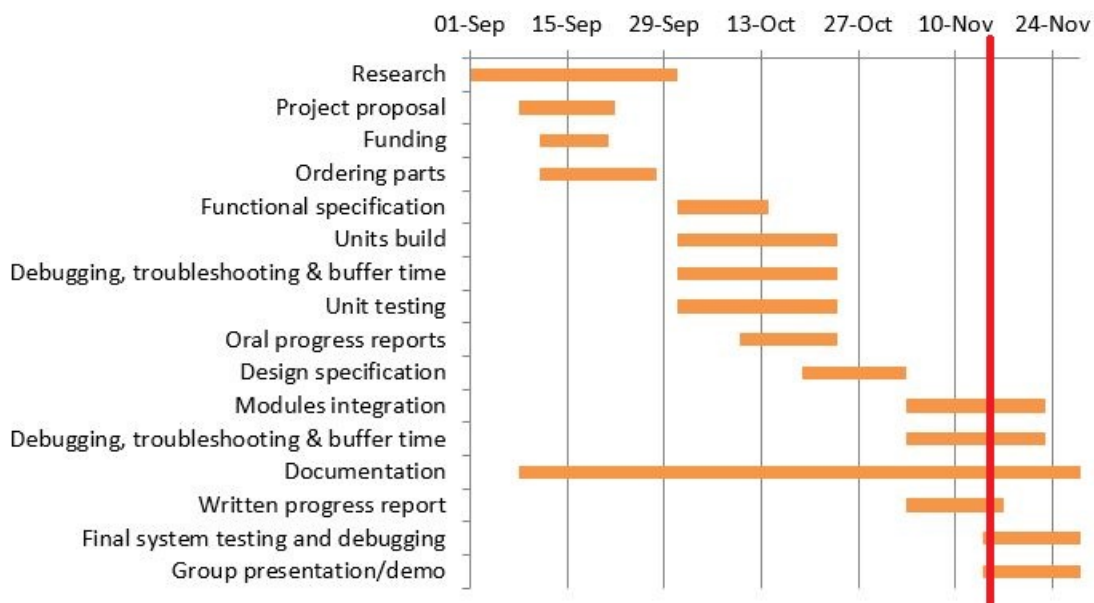 01-Sep 15-Sep 29-Sep 13-Oct 27-Oct 10-Nov 24-Nov
Research
Project proposal
Funding
Ordering parts
Functional specification
Units build
Debugging, troubleshooting & buffer time
Unit testing
Oral progress reports
Design specification
Modules integration
Debugging, troubleshooting & buffer time
Documentation
Written progress report
Final system testing and debugging
Group presentation/demo